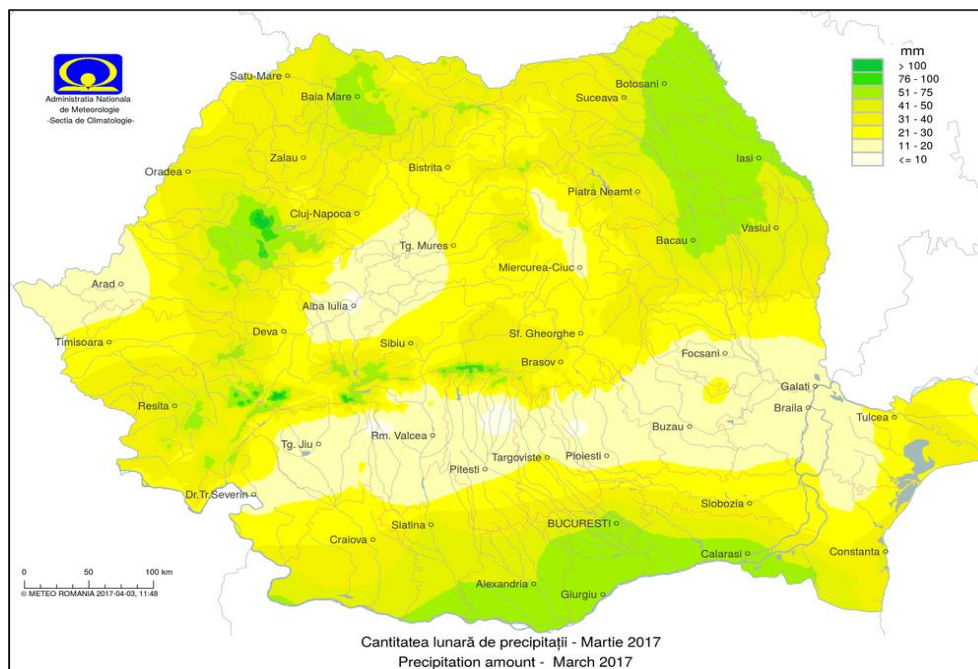 Administratia Nationala
de Meteorologie
-Sectia de Climatologie-
mm
> 100
76 - 100
51 - 75
41 - 50
31 - 40
21 - 30
11 - 20
<= 10
Satu-Mare
Baia Mare
Botosani
Suceava
Zalau
Bistrita
Iasi
Oradea
Piatra Neamt
Cluj-Napoca
Vaslui
Tg. Mures
Bacau
Miercurea-Ciuc
Arad
Alba Iulia
Deva
Sf. Gheorghe
Timisoara
Sibiu
Focsani
Brasov
Galati
Resita
Braila
Tulcea
Rm. Valcea
Buzau
Tg. Jiu
Targoviste
Ploiesti
Pitesti
Dr.Tr.Severin
Slobozia
Slatina
BUCURESTI
Craiova
Calarasi
Constanta
Alexandria
Giurgiu
0 50 100 km
© METEO ROMANIA 2017-04-03, 11:48
Cantitatea lunară de precipitații - Martie 2017
Precipitation amount - March 2017